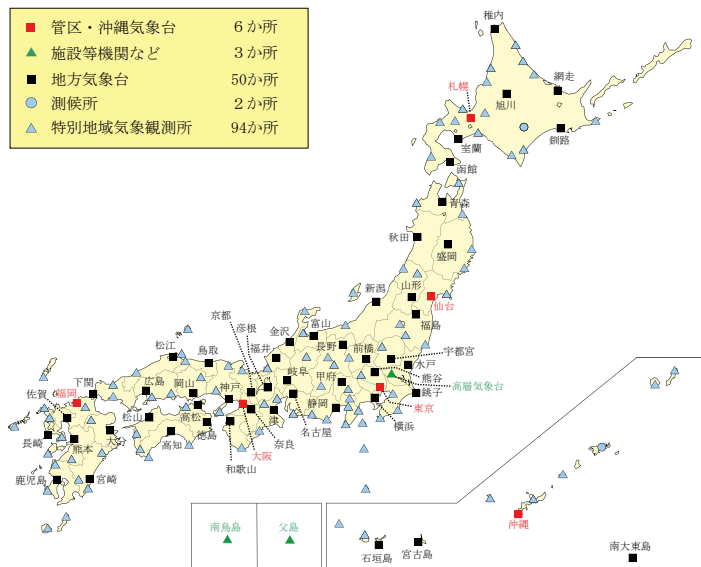 管区・沖縄気象台 6か所
施設等機関など 3か所
地方気象台 50か所
測候所 2か所
特別地域気象観測所 94か所
稚内
網走
旭川
札幌
釧路
室蘭
函館
青森
秋田
盛岡
新潟
山形
仙台
福島
京都
彦根
金沢
富山
福井
長野
前橋
宇都宮
松江
鳥取
岐阜
甲府
水戸
熊谷
高層気象台
銚子
東京
横浜
静岡
名古屋
津
奈良
大阪
和歌山
神戸
岡山
広島
下関
福岡
佐賀
松山
高松
徳島
高知
大分
長崎
熊本
鹿児島
宮崎
南鳥島
父島
沖縄
石垣島
宮古島
南大東島